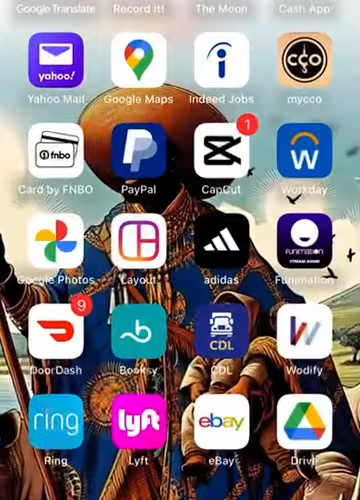 Google Translate Record it! The Moon Cash App
yahoo! i cco
Yahoo Mail Google Maps Indeed Jobs mycco
fnbo 1 W
Card by FNBO PayPal CapCut Workday
FUNIMATION
Google Photos Layout adidas Funimation
9 CDL
DoorDash Booksy CDL Wodify
ring lyft ebay
Ring Lyft eBay Drive